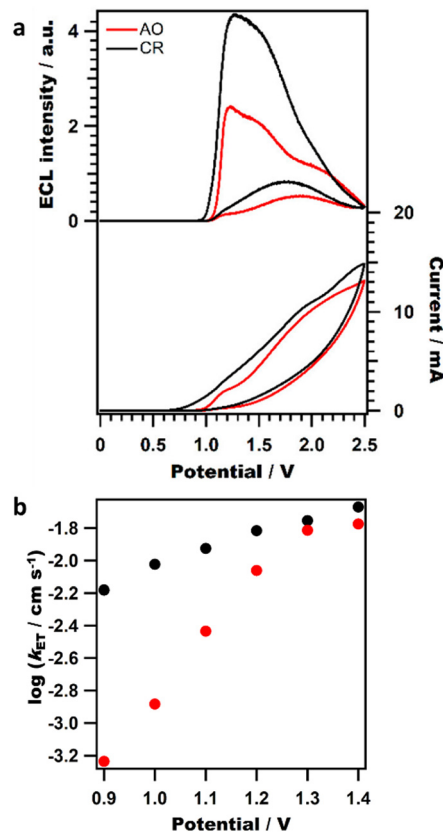 a
AO
CR
ECL intensity / a.u.
4
2
0
20
10
0
Current / mA
0
0.5
1.0
1.5
2.0
2.5
Potential / V
b
log (kET / cm s-1)
-1.8
-2.0
-2.2
-2.4
-2.6
-2.8
-3.0
-3.2
0.9
1.0
1.1
1.2
1.3
1.4
Potential / V